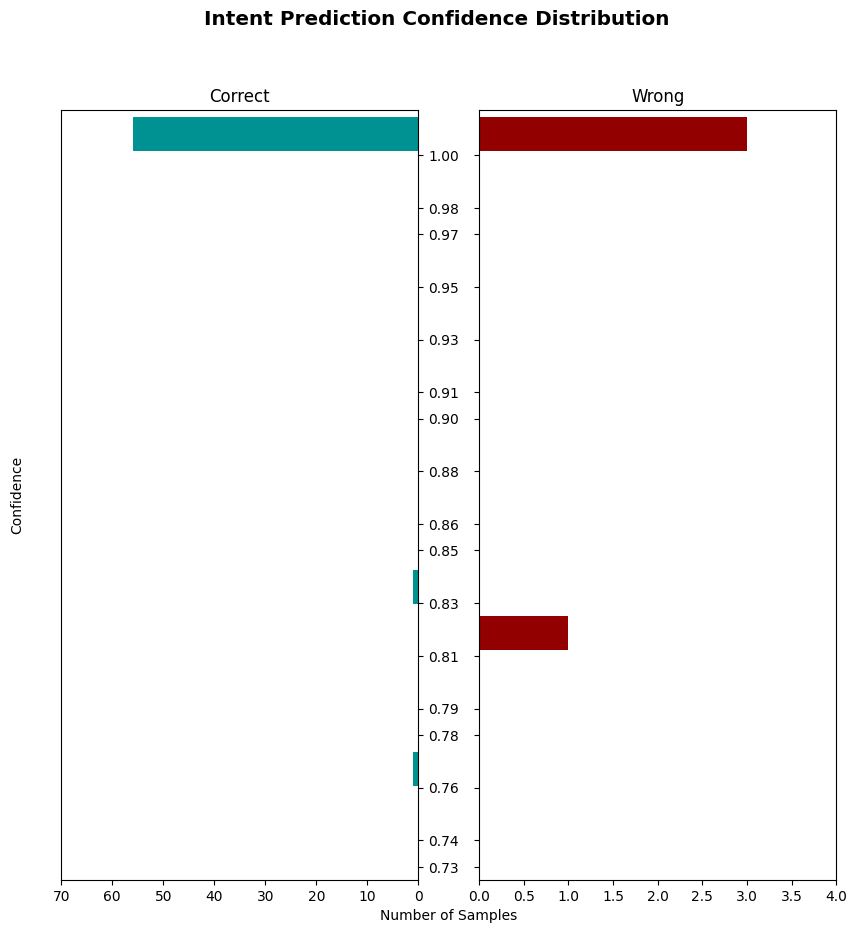 Intent Prediction Confidence Distribution
Correct
Wrong
1.00
0.98
0.97
0.95
0.93
0.91
0.90
0.88
0.86
0.85
0.83
0.81
0.79
0.78
0.76
0.74
0.73
Confidence
70 60 50 40 30 20 10 0
0.0 0.5 1.0 1.5 2.0 2.5 3.0 3.5 4.0
Number of Samples